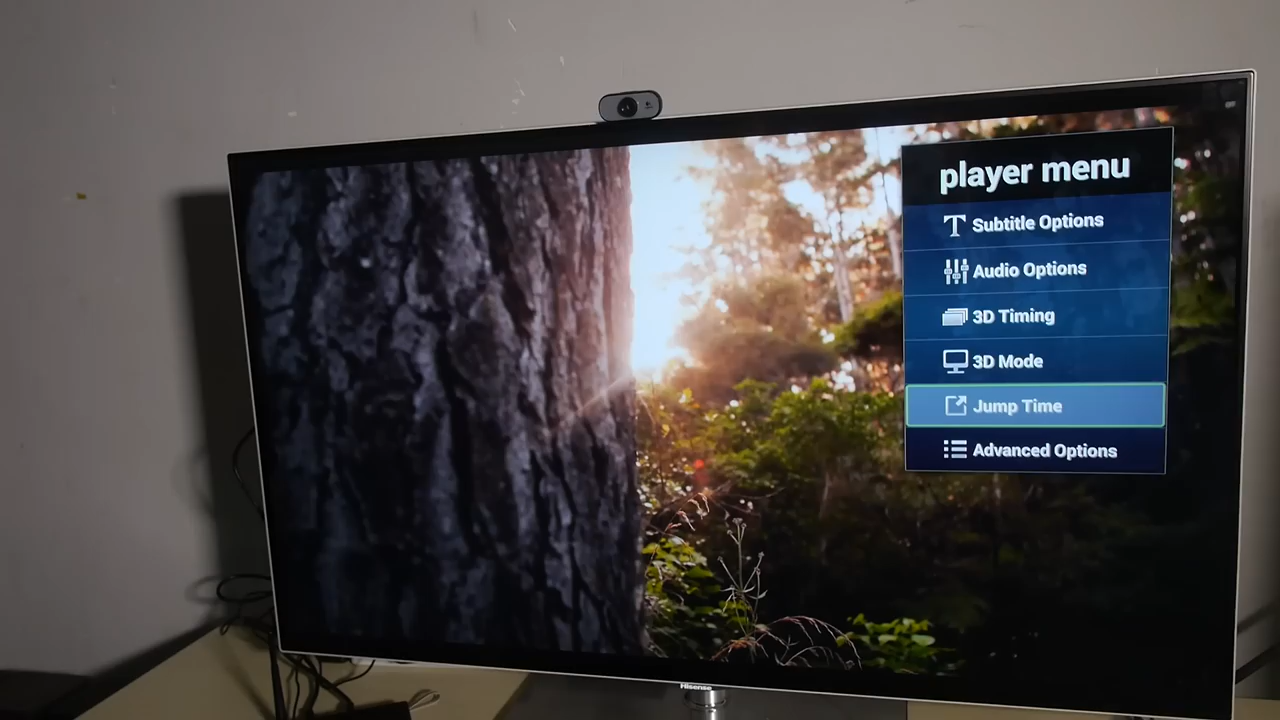 player menu
Subtitle Options
Audio Options
3D Timing
3D Mode
Jump Time
Advanced Options
Hisense